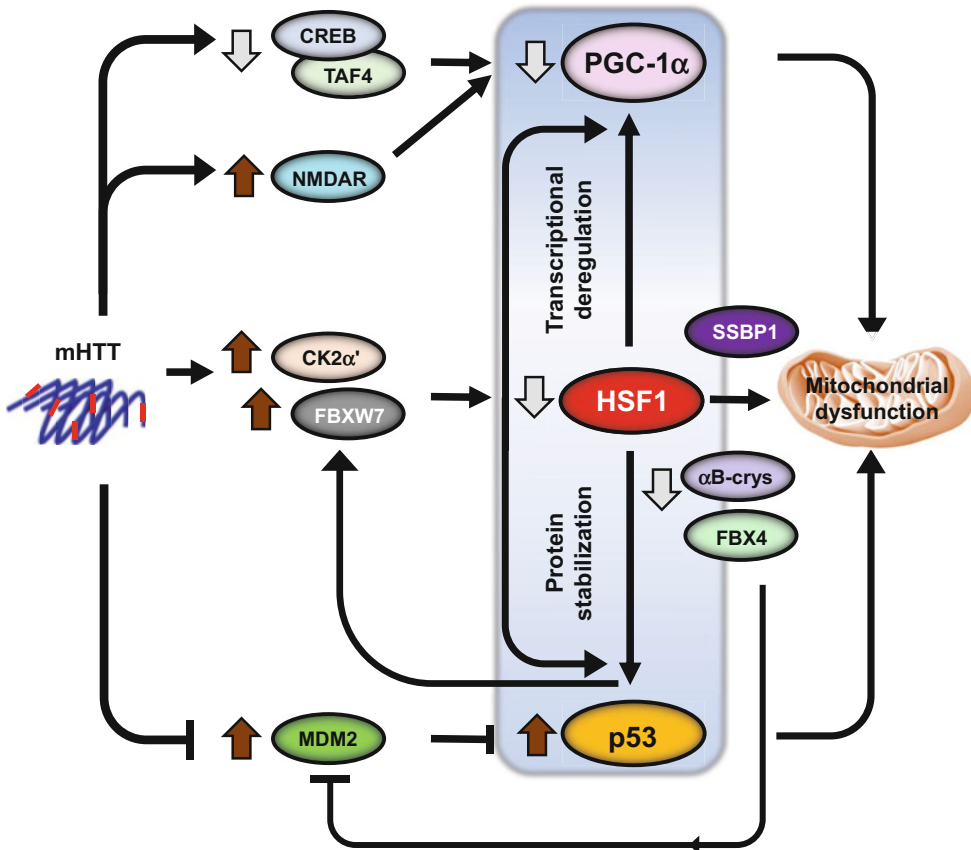 CREB
TAF4
PGC-1α
NMDAR
Transcriptional
deregulation
mHTT
CK2α'
FBXW7
HSF1
SSBP1
Mitochondrial
dysfunction
αB-crys
FBX4
Protein
stabilization
MDM2
p53